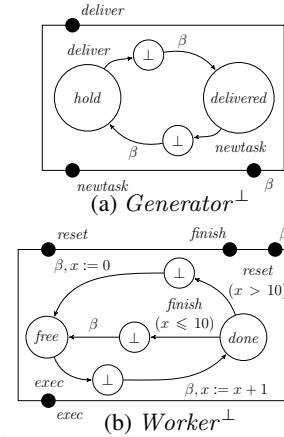 deliver
deliver
⊥
β
hold
delivered
⊥
β
newtask
newtask
β
(a) Generator⊥
reset
finish
β
β, x := 0
⊥
reset
(x > 10)
finish
(x ⩽ 10)
free
β
⊥
done
exec
⊥
β, x := x + 1
exec
(b) Worker⊥